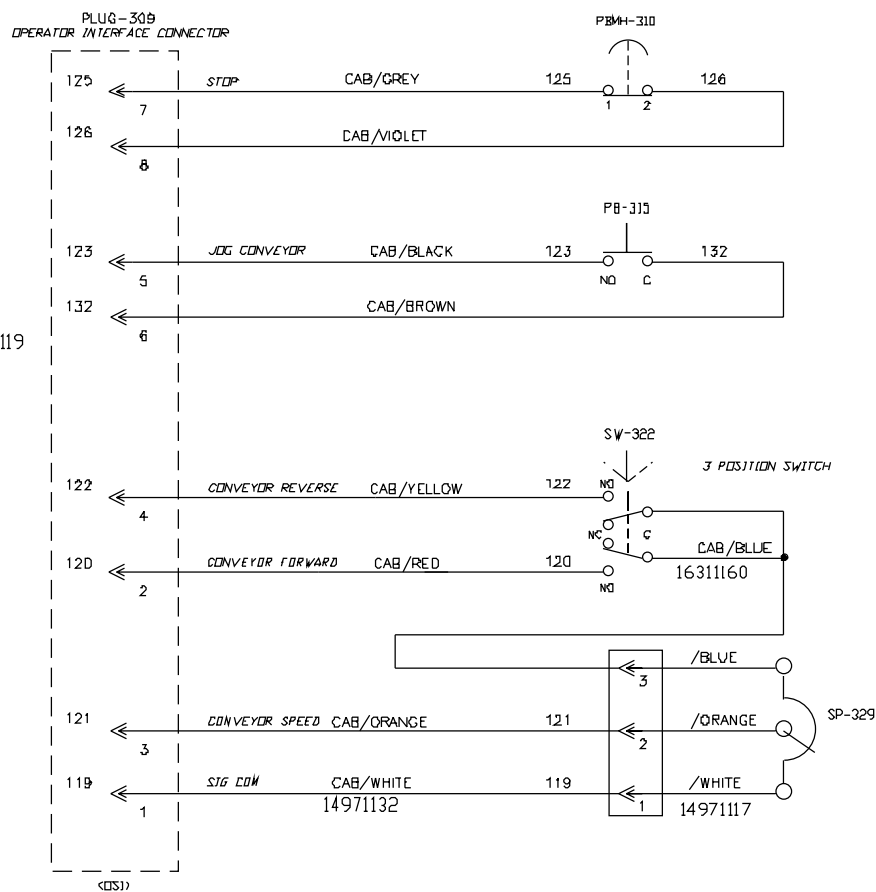 PLUG-309
OPERATOR INTERFACE CONNECTOR
PBMH-310
125 STOP CAB/GREY 125 126
7 1 2
126 CAB/VIOLET
8
PB-315
123 JOG CONVEYOR CAB/BLACK 123 132
5 NO C
132 CAB/BROWN
6
119
SW-322
3 POSITION SWITCH
122 CONVEYOR REVERSE CAB/YELLOW 122 NO
4
NC C
CAB/BLUE
120 CONVEYOR FORWARD CAB/RED 120
16311160
2 NO
/BLUE
3
121 CONVEYOR SPEED CAB/ORANGE 121 /ORANGE SP-329
3 2
119 SIG COM CAB/WHITE 119 /WHITE
1 14971132 1 14971117